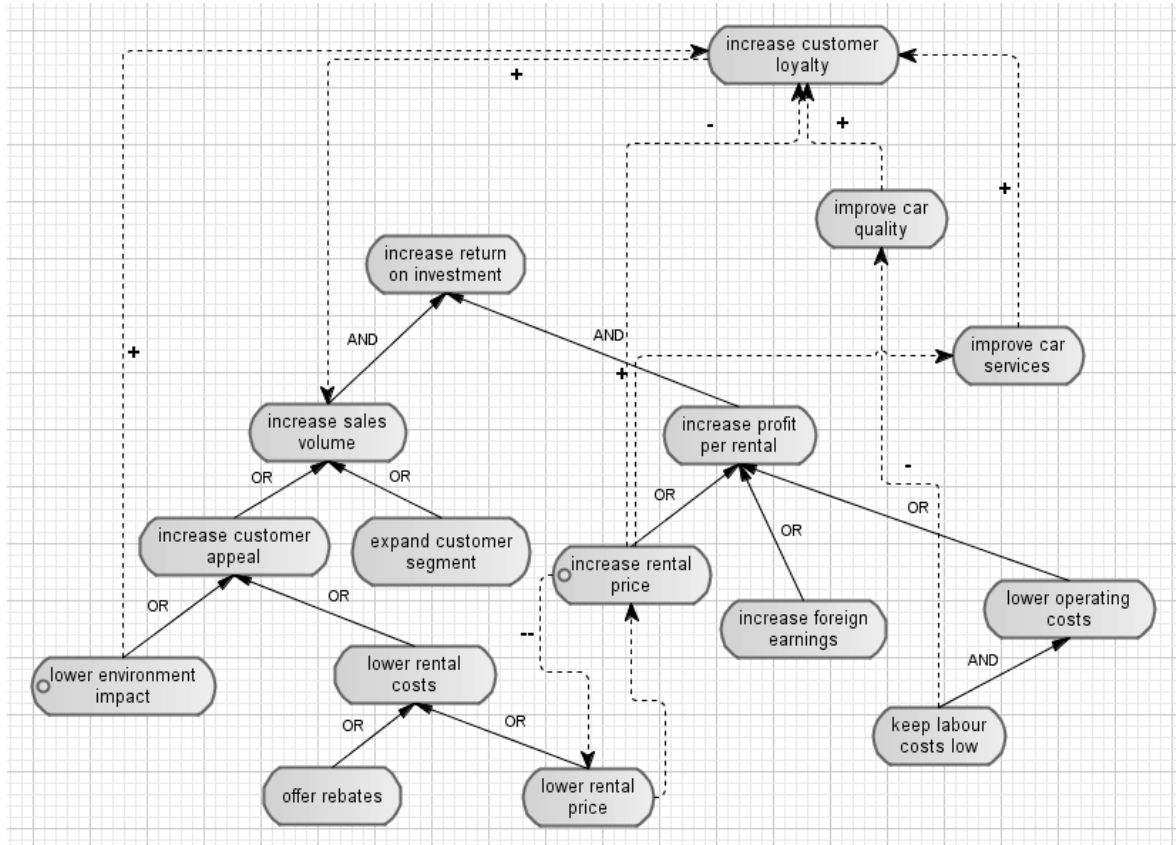 increase customer
loyalty
+
-
+
+
improve car
quality
increase return
on investment
AND
AND
+
+
improve car
services
increase sales
volume
increase profit
per rental
OR
OR
OR
-
OR
OR
increase customer
appeal
expand customer
segment
increase rental
price
lower operating
costs
OR
OR
--
increase foreign
earnings
lower environment
impact
lower rental
costs
AND
OR
OR
keep labour
costs low
offer rebates
lower rental
price